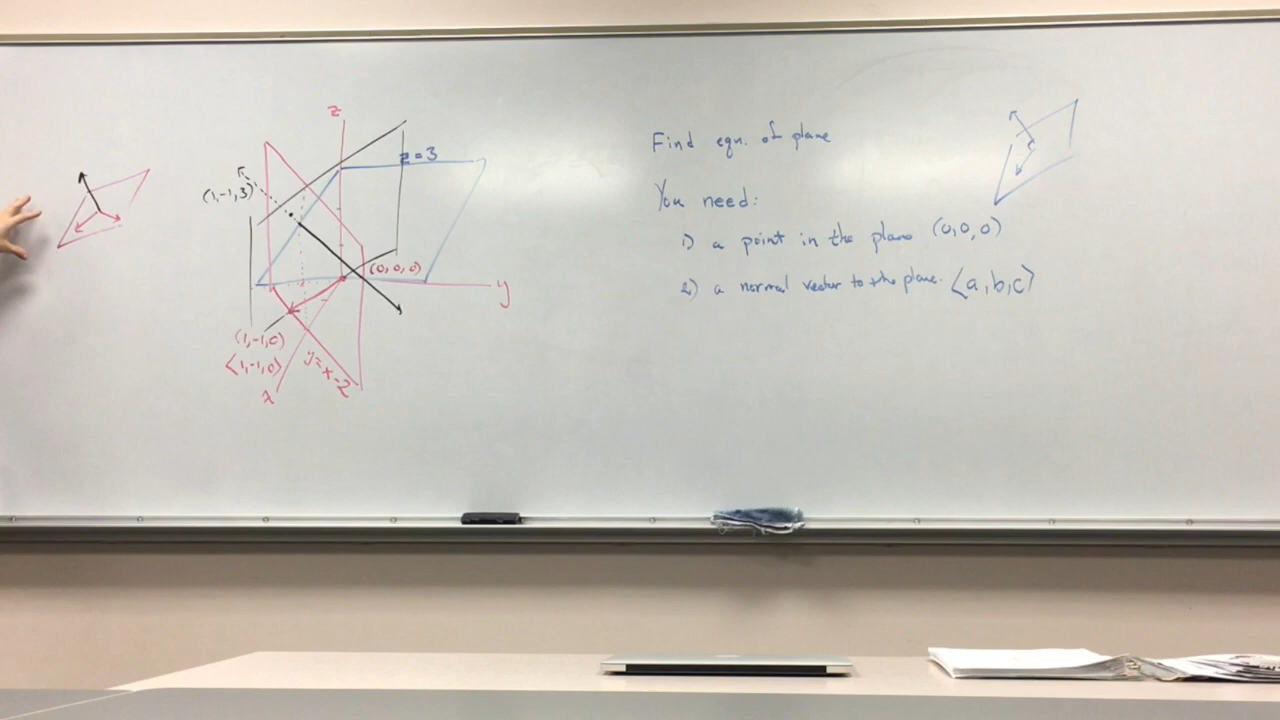 z
z = 3
(1,-1,3)
(0,0,0)
y
(1,-1,0)
⟨1,-1,0⟩
y = x - 2
x
Find eqn. of plane
You need:
1) a point in the plane (0,0,0)
2) a normal vector to the plane. ⟨a,b,c⟩